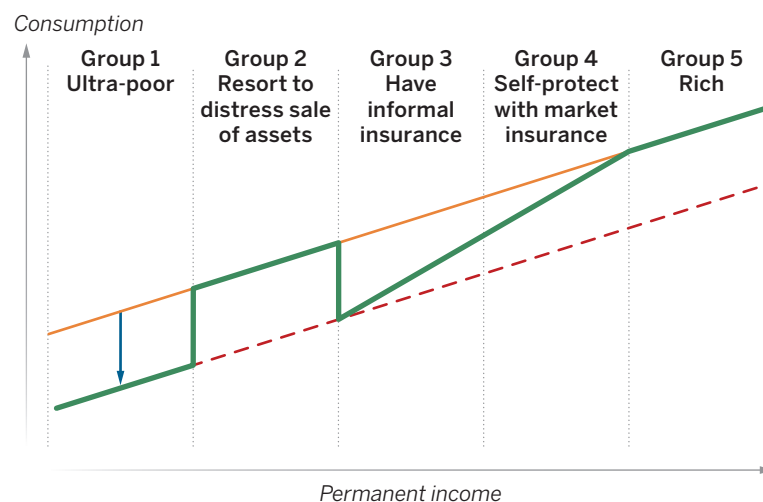 Consumption
Group 1
Ultra-poor
Group 2
Resort to
distress sale
of assets
Group 3
Have
informal
insurance
Group 4
Self-protect
with market
insurance
Group 5
Rich
Permanent income